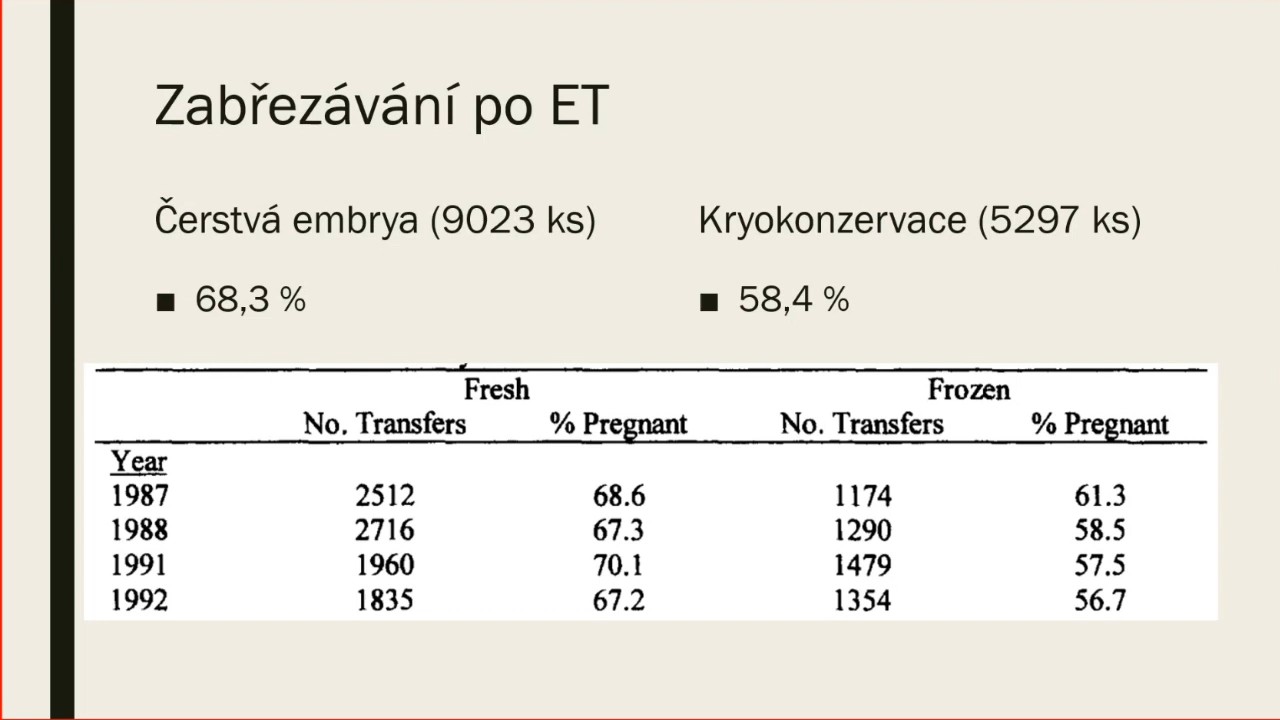 Zabřezávání po ET
Čerstvá embrya (9023 ks)
■ 68,3 %
Kryokonzervace (5297 ks)
■ 58,4 %
Fresh Frozen
No. Transfers % Pregnant No. Transfers % Pregnant
Year
1987 2512 68.6 1174 61.3
1988 2716 67.3 1290 58.5
1991 1960 70.1 1479 57.5
1992 1835 67.2 1354 56.7